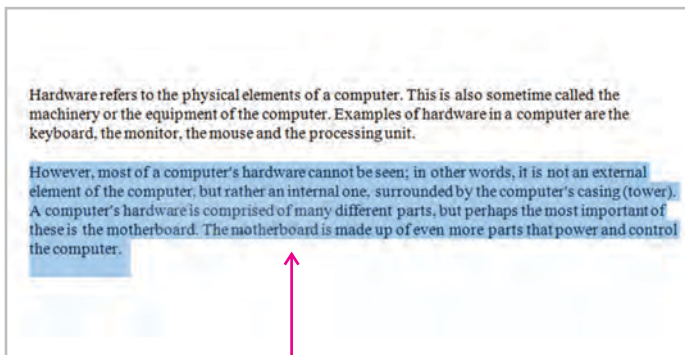 Hardware refers to the physical elements of a computer. This is also sometime called the
machinery or the equipment of the computer. Examples of hardware in a computer are the
keyboard, the monitor, the mouse and the processing unit.
However, most of a computer's hardware cannot be seen; in other words, it is not an external
element of the computer, but rather an internal one, surrounded by the computer's casing (tower).
A computer's hardware is comprised of many different parts, but perhaps the most important of
these is the motherboard. The motherboard is made up of even more parts that power and control
the computer.